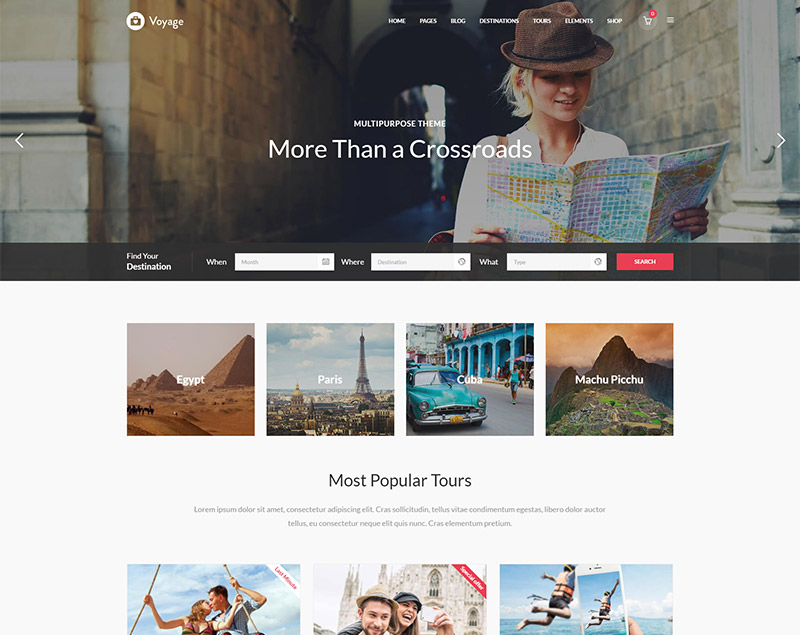 Voyage
HOME PAGES BLOG DESTINATIONS TOURS ELEMENTS SHOP 0
MULTIPURPOSE THEME
More Than a Crossroads
Find Your
Destination
When Month Where Destination What Type SEARCH
Egypt Paris Cuba Machu Picchu
Most Popular Tours
Lorem ipsum dolor sit amet, consectetur adipiscing elit. Cras sollicitudin, tellus vitae condimentum egestas, libero dolor auctor
tellus, eu consectetur neque elit quis nunc. Cras elementum pretium.
Last Minute Special offer